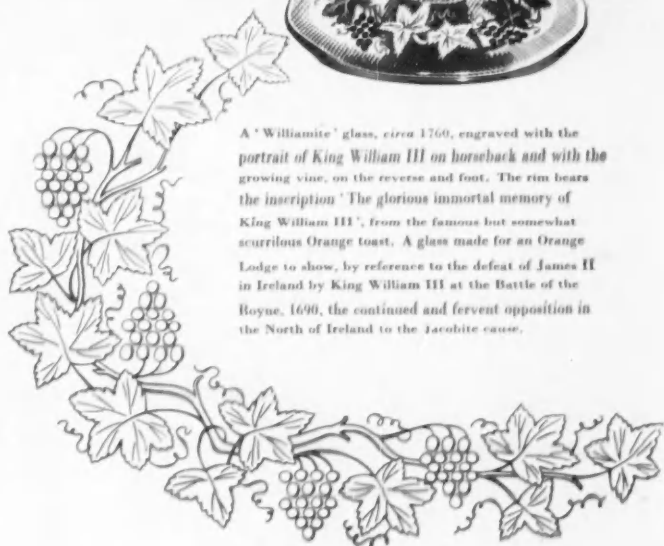 A ‘Williamite’ glass, circa 1760, engraved with the
portrait of King William III on horseback and with the
growing vine, on the reverse and foot. The rim bears
the inscription ‘The glorious immortal memory of
King William III’, from the famous but somewhat
scurrilous Orange toast. A glass made for an Orange
Lodge to show, by reference to the defeat of James II
in Ireland by King William III at the Battle of the
Boyne, 1690, the continued and fervent opposition in
the North of Ireland to the Jacobite cause.